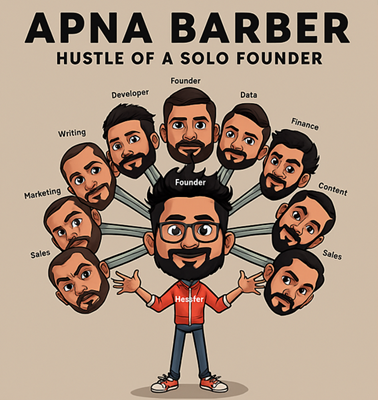 APNA BARBER
HUSTLE OF A SOLO FOUNDER
Founder
Developer
Data
Writing
Finance
Marketing
Founder
Content
Sales
Sales
Hessfer